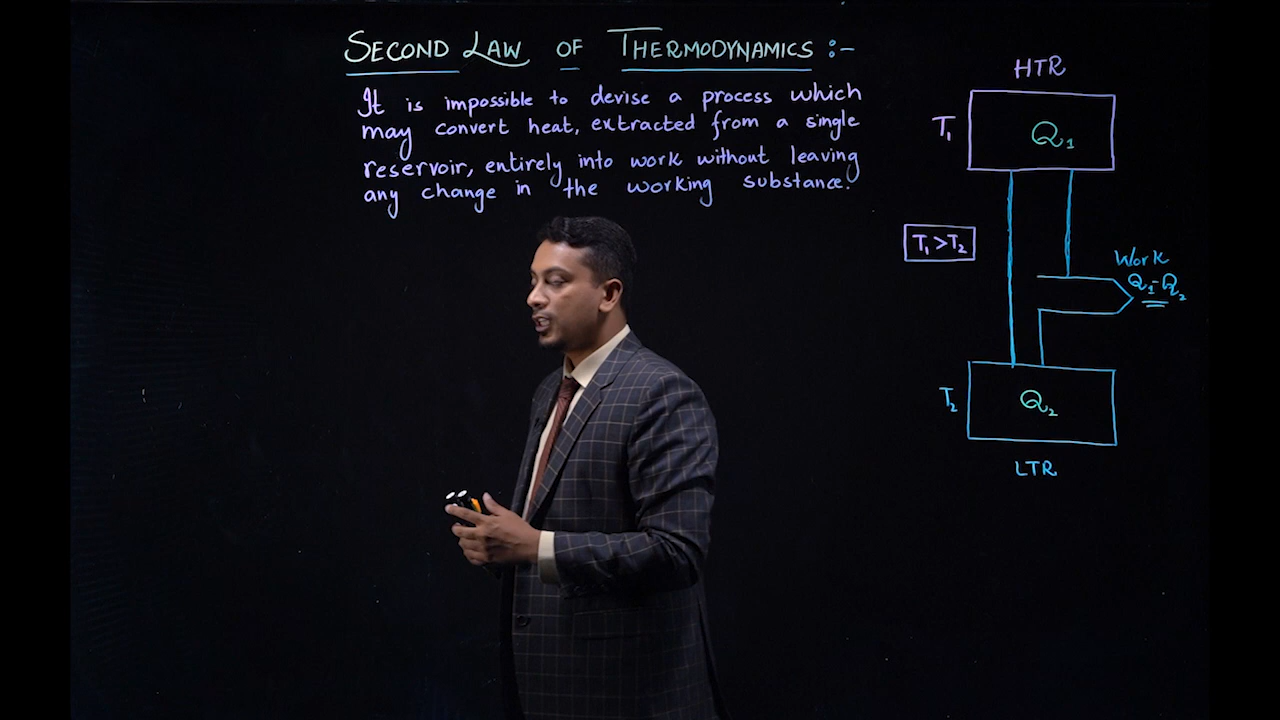 SECOND LAW OF THERMODYNAMICS :-
It is impossible to devise a process which
may convert heat, extracted from a single
reservoir, entirely into work without leaving
any change in the working substance.
HTR
T₁
Q₁
T₁ > T₂
Work
Q₁-Q₂
T₂
Q₂
LTR